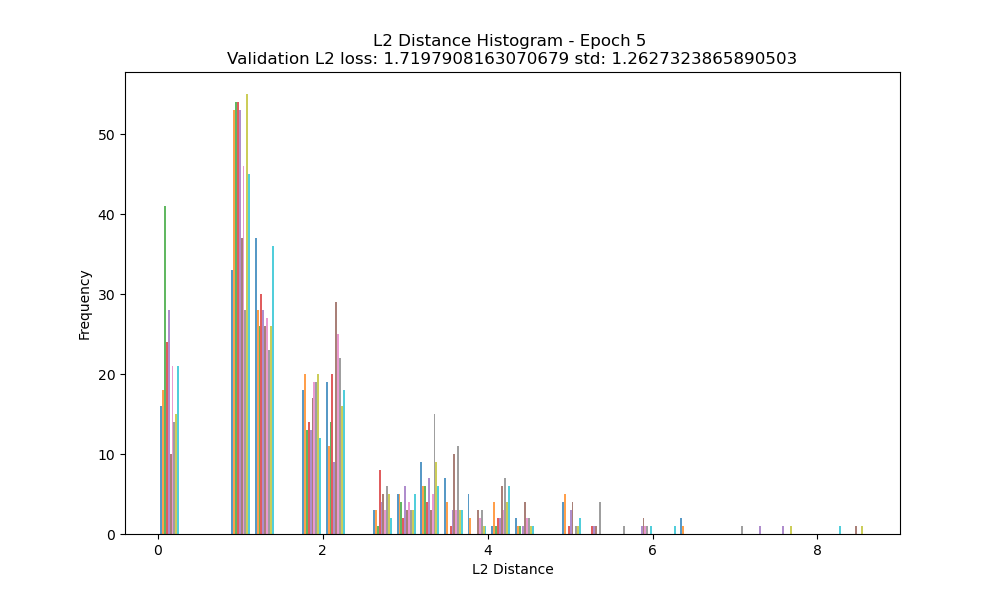 L2 Distance Histogram - Epoch 5
Validation L2 loss: 1.7197908163070679 std: 1.2627323865890503
50
40
30
20
10
0
Frequency
0 2 4 6 8
L2 Distance